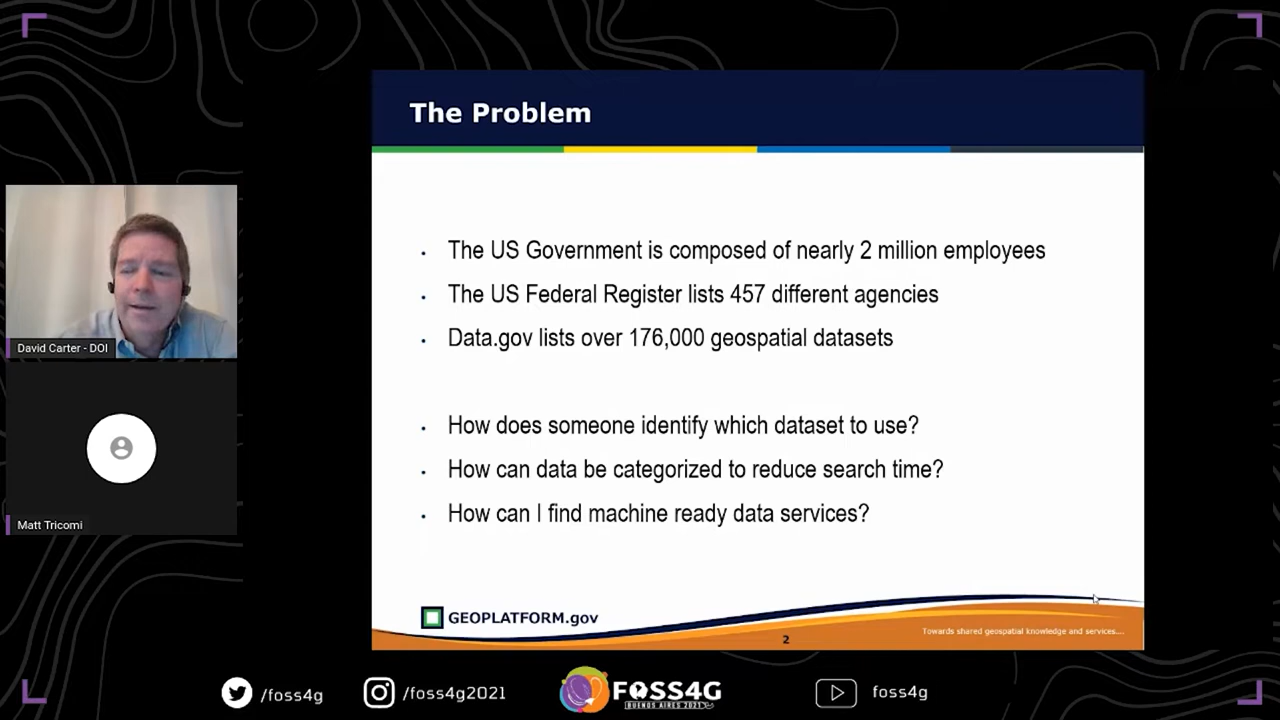 The Problem
The US Government is composed of nearly 2 million employees
The US Federal Register lists 457 different agencies
Data.gov lists over 176,000 geospatial datasets
How does someone identify which dataset to use?
How can data be categorized to reduce search time?
How can I find machine ready data services?
GEOPLATFORM.gov
2
Towards shared geospatial knowledge and services....
David Carter - DOI
Matt Tricomi
/foss4g
/foss4g2021
FOSS4G
BUENOS AIRES 2021
foss4g